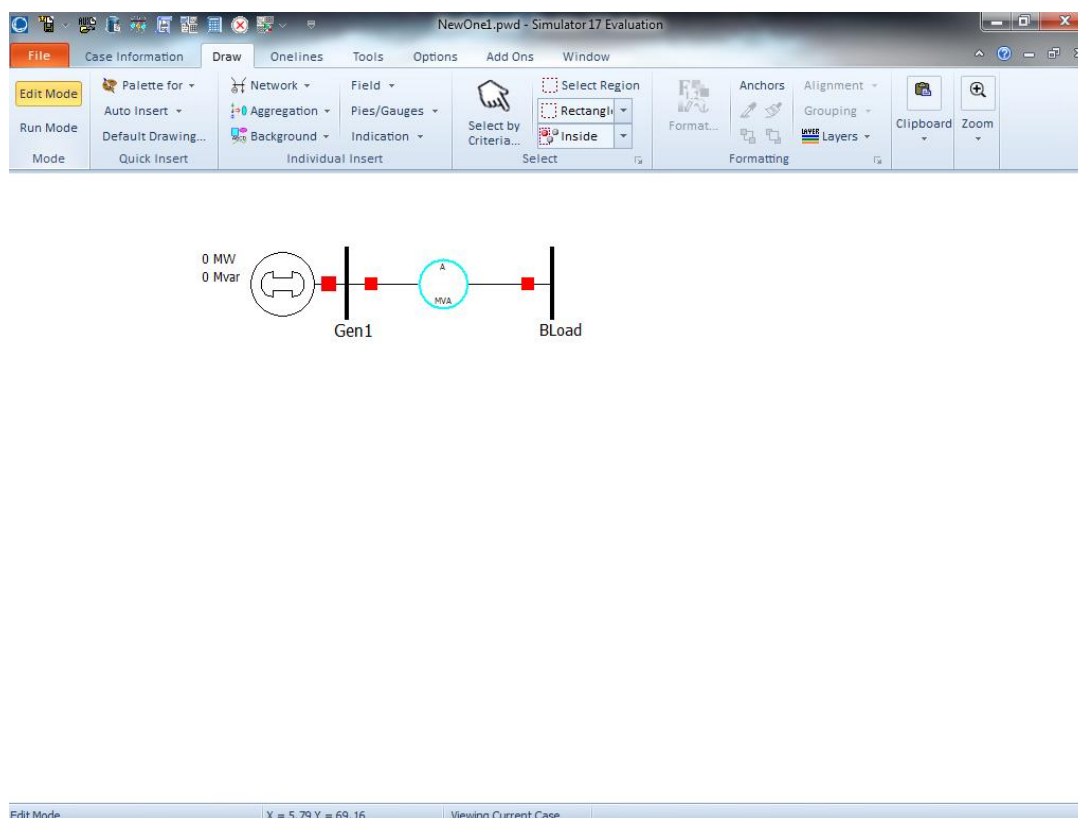 NewOne1.pwd - Simulator 17 Evaluation
File Case Information Draw Onelines Tools Options Add Ons Window
Edit Mode
Run Mode
Mode
Palette for
Auto Insert
Default Drawing...
Quick Insert
Network
Aggregation
Background
Field
Pies/Gauges
Indication
Individual Insert
Select by
Criteria...
Select Region
Inside
Select
Format...
Anchors
Alignment
Grouping
Layers
Formatting
Clipboard
Zoom
0 MW
0 Mvar
A
MVA
Gen1
BLoad
Edit Mode X = 5.79 Y = 69.16 Viewing Current Case